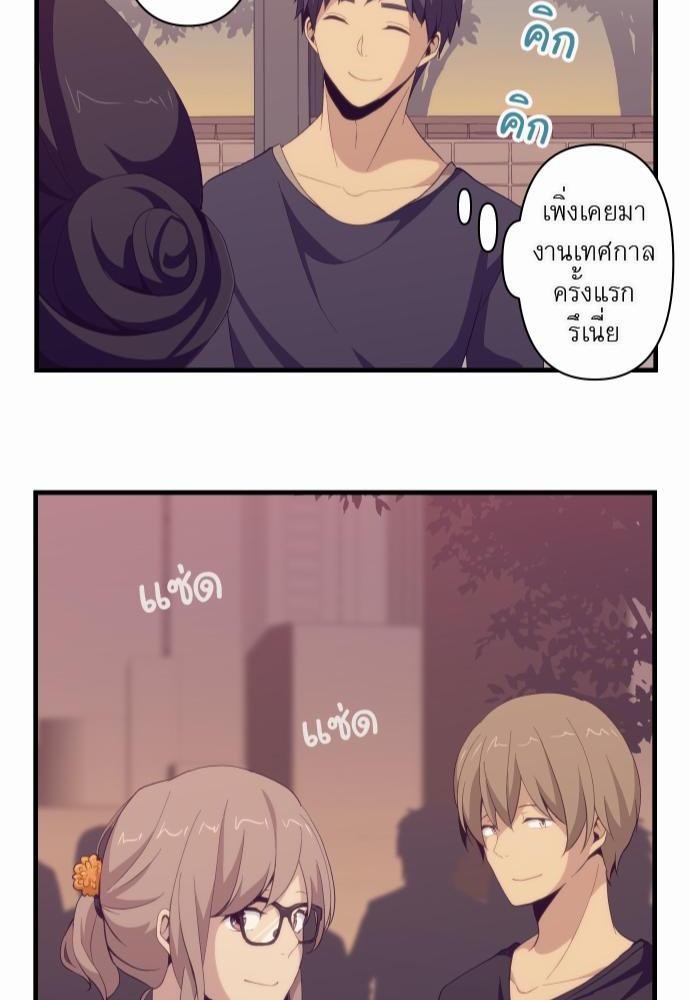 คิก
คิก
เพิ่งเคยมา
งานเทศกาล
ครั้งแรก
รึเนี่ย
แซ่ด
แซ่ด